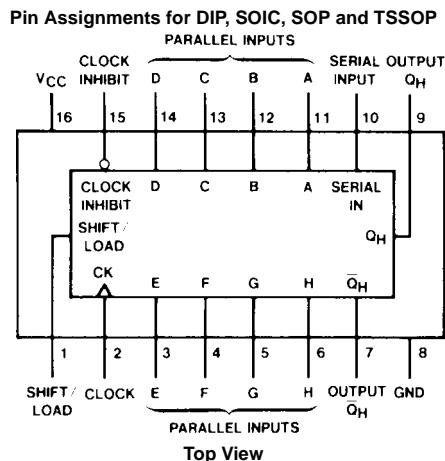 Pin Assignments for DIP, SOIC, SOP and TSSOP
PARALLEL INPUTS
CLOCK SERIAL OUTPUT
VCC INHIBIT D C B A INPUT QH
16 15 14 13 12 11 10 9
CLOCK D C B A SERIAL
INHIBIT IN
SHIFT/
LOAD QH
CK E F G H Q̅H
1 2 3 4 5 6 7 8
SHIFT/ CLOCK E F G H OUTPUT GND
LOAD Q̅H
PARALLEL INPUTS
Top View